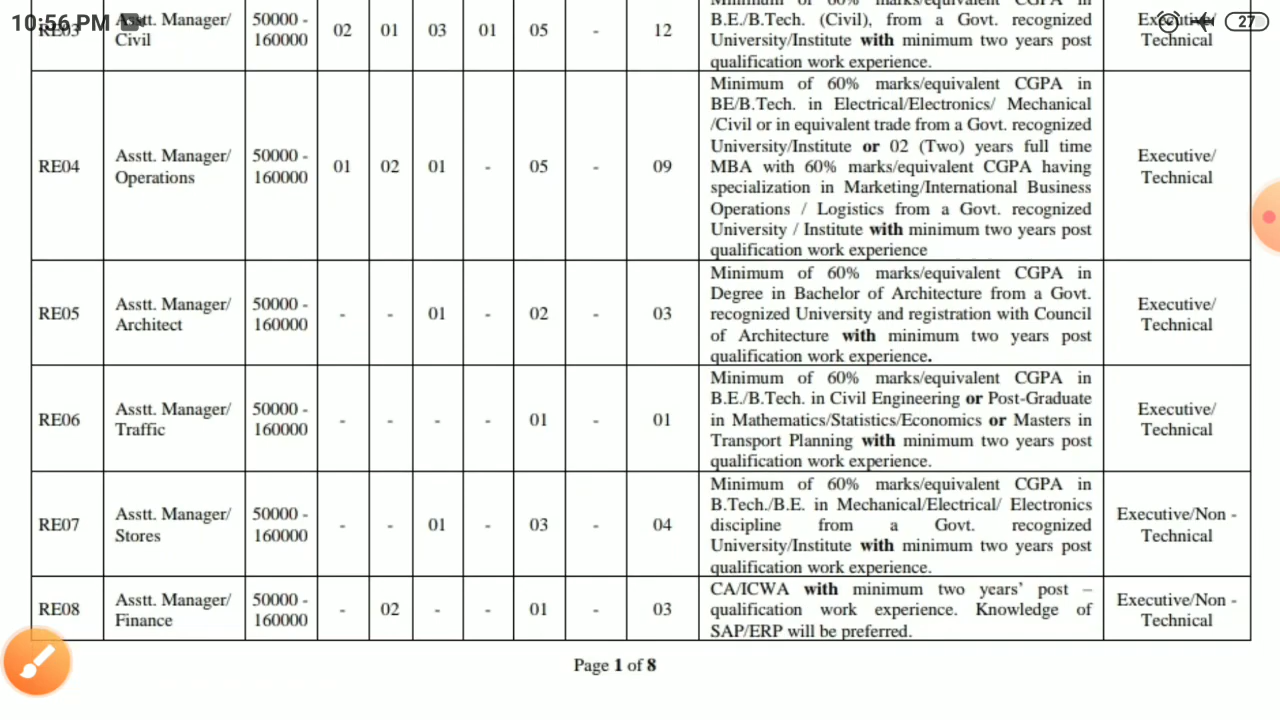 10:56 PM
27
RE03 Asstt. Manager/ Civil 50000 - 160000 02 01 03 01 05 - 12
B.E./B.Tech. (Civil), from a Govt. recognized
University/Institute with minimum two years post
qualification work experience.
Executive/
Technical
RE04 Asstt. Manager/ Operations 50000 - 160000 01 02 01 - 05 - 09
Minimum of 60% marks/equivalent CGPA in
BE/B.Tech. in Electrical/Electronics/ Mechanical
/Civil or in equivalent trade from a Govt. recognized
University/Institute or 02 (Two) years full time
MBA with 60% marks/equivalent CGPA having
specialization in Marketing/International Business
Operations / Logistics from a Govt. recognized
University / Institute with minimum two years post
qualification work experience
Executive/
Technical
RE05 Asstt. Manager/ Architect 50000 - 160000 - - 01 - 02 - 03
Minimum of 60% marks/equivalent CGPA in
Degree in Bachelor of Architecture from a Govt.
recognized University and registration with Council
of Architecture with minimum two years post
qualification work experience.
Executive/
Technical
RE06 Asstt. Manager/ Traffic 50000 - 160000 - - - - 01 - 01
Minimum of 60% marks/equivalent CGPA in
B.E./B.Tech. in Civil Engineering or Post-Graduate
in Mathematics/Statistics/Economics or Masters in
Transport Planning with minimum two years post
qualification work experience.
Executive/
Technical
RE07 Asstt. Manager/ Stores 50000 - 160000 - - 01 - 03 - 04
Minimum of 60% marks/equivalent CGPA in
B.Tech./B.E. in Mechanical/Electrical/ Electronics
discipline from a Govt. recognized
University/Institute with minimum two years post
qualification work experience.
Executive/Non -
Technical
RE08 Asstt. Manager/ Finance 50000 - 160000 - 02 - - 01 - 03
CA/ICWA with minimum two years' post –
qualification work experience. Knowledge of
SAP/ERP will be preferred.
Executive/Non -
Technical
Page 1 of 8